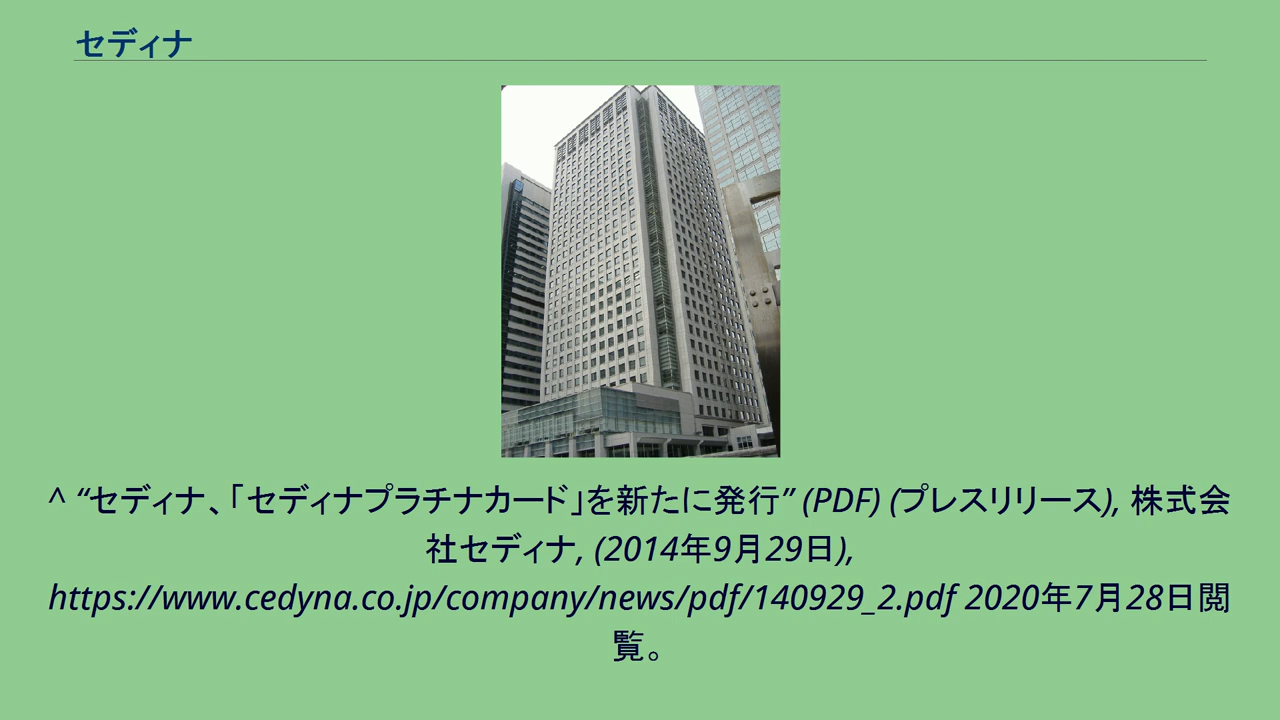 セディナ
^ “セディナ、「セディナプラチナカード」を新たに発行” (PDF) (プレスリリース), 株式会
社セディナ, (2014年9月29日),
https://www.cedyna.co.jp/company/news/pdf/140929_2.pdf 2020年7月28日閲
覧。